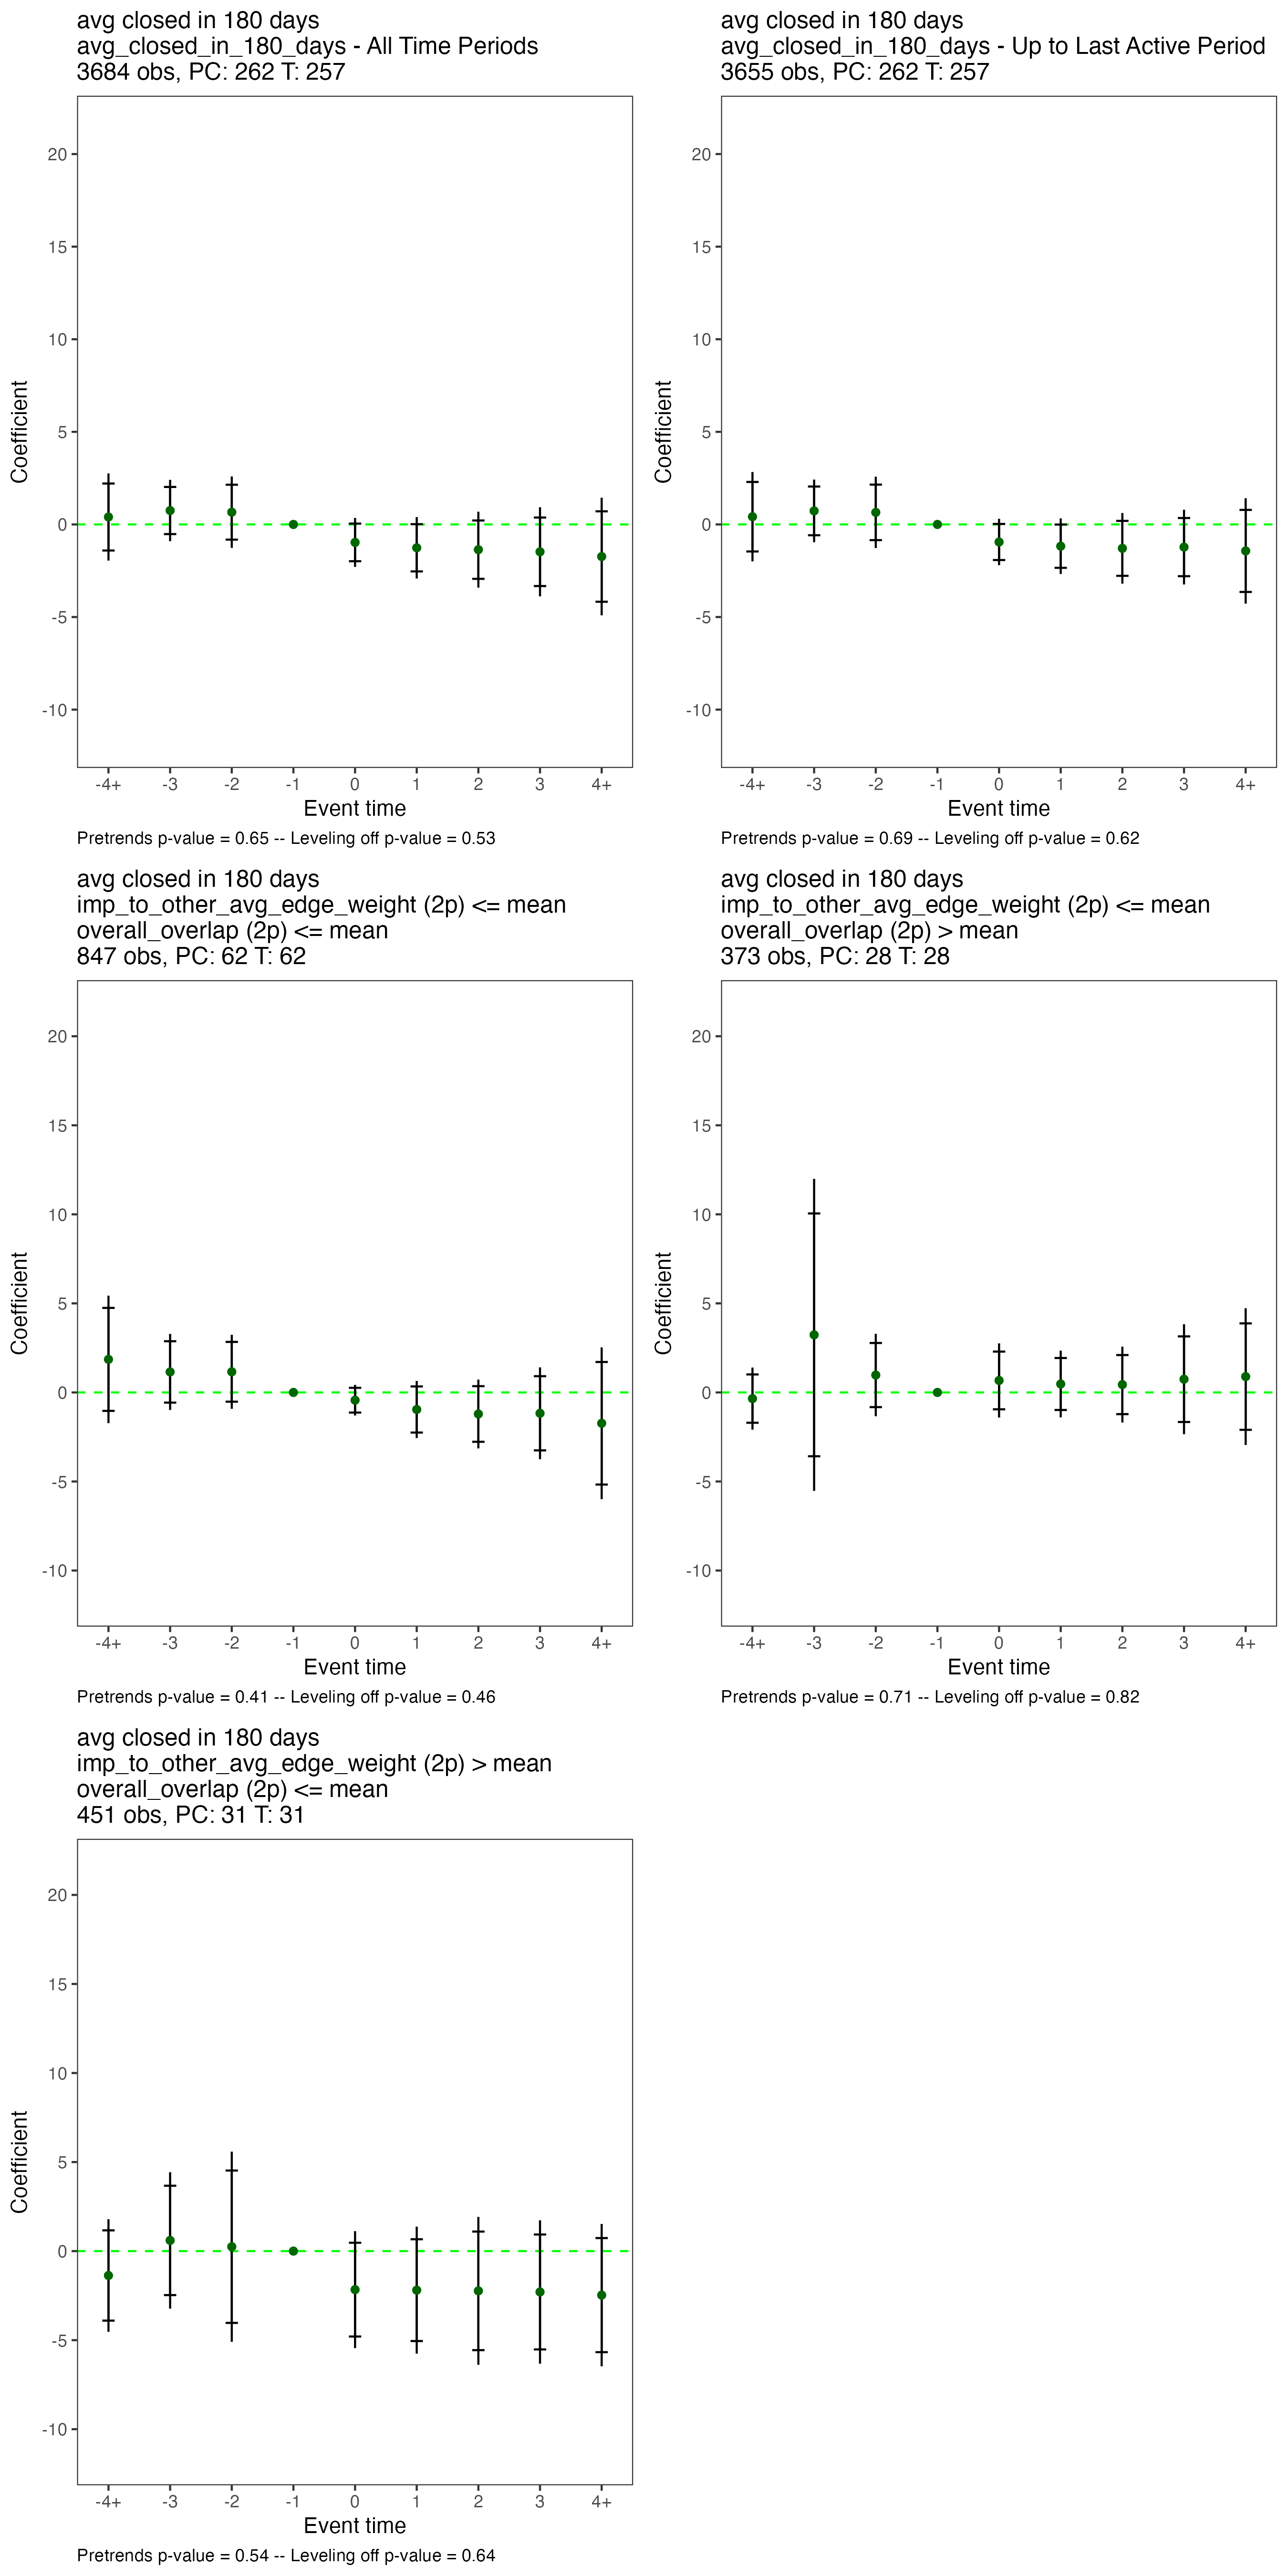 avg closed in 180 days
avg_closed_in_180_days - All Time Periods
3684 obs, PC: 262 T: 257
20
15
10
5
0
-5
-10
Coefficient
-4+ -3 -2 -1 0 1 2 3 4+
Event time
Pretrends p-value = 0.65 -- Leveling off p-value = 0.53
avg closed in 180 days
avg_closed_in_180_days - Up to Last Active Period
3655 obs, PC: 262 T: 257
20
15
10
5
0
-5
-10
Coefficient
-4+ -3 -2 -1 0 1 2 3 4+
Event time
Pretrends p-value = 0.69 -- Leveling off p-value = 0.62
avg closed in 180 days
imp_to_other_avg_edge_weight (2p) <= mean
overall_overlap (2p) <= mean
847 obs, PC: 62 T: 62
20
15
10
5
0
-5
-10
Coefficient
-4+ -3 -2 -1 0 1 2 3 4+
Event time
Pretrends p-value = 0.41 -- Leveling off p-value = 0.46
avg closed in 180 days
imp_to_other_avg_edge_weight (2p) <= mean
overall_overlap (2p) > mean
373 obs, PC: 28 T: 28
20
15
10
5
0
-5
-10
Coefficient
-4+ -3 -2 -1 0 1 2 3 4+
Event time
Pretrends p-value = 0.71 -- Leveling off p-value = 0.82
avg closed in 180 days
imp_to_other_avg_edge_weight (2p) > mean
overall_overlap (2p) <= mean
451 obs, PC: 31 T: 31
20
15
10
5
0
-5
-10
Coefficient
-4+ -3 -2 -1 0 1 2 3 4+
Event time
Pretrends p-value = 0.54 -- Leveling off p-value = 0.64